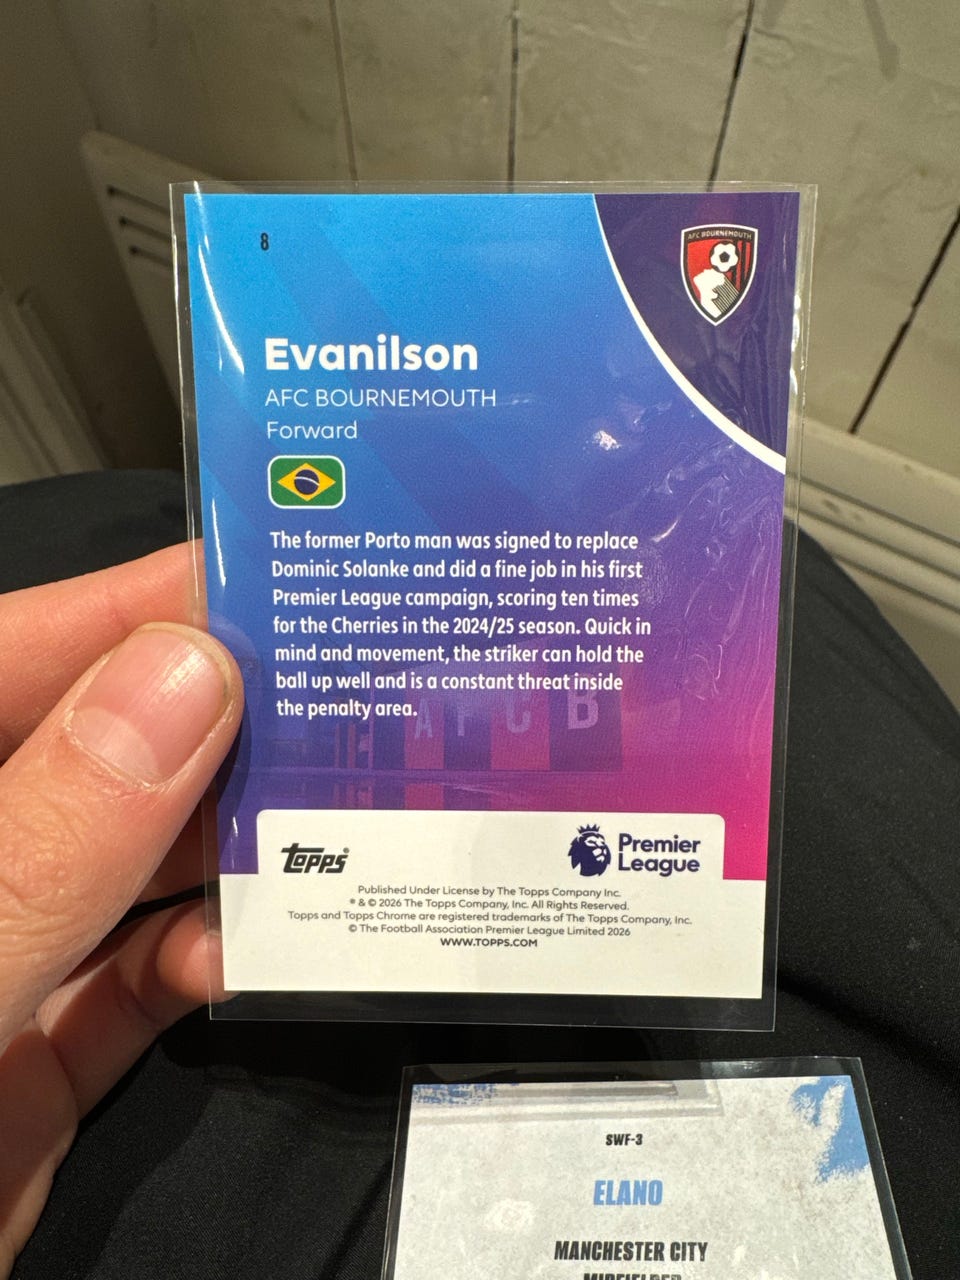 8
AFC BOURNEMOUTH
Evanilson
AFC BOURNEMOUTH
Forward
The former Porto man was signed to replace
Dominic Solanke and did a fine job in his first
Premier League campaign, scoring ten times
for the Cherries in the 2024/25 season. Quick in
mind and movement, the striker can hold the
ball up well and is a constant threat inside
the penalty area.
AFC B
Topps®
Premier
League
Published Under License by The Topps Company Inc.
® & © 2026 The Topps Company, Inc. All Rights Reserved.
Topps and Topps Chrome are registered trademarks of The Topps Company, Inc.
© The Football Association Premier League Limited 2026
WWW.TOPPS.COM
SWF-3
ELANO
MANCHESTER CITY
MIDFIELDER